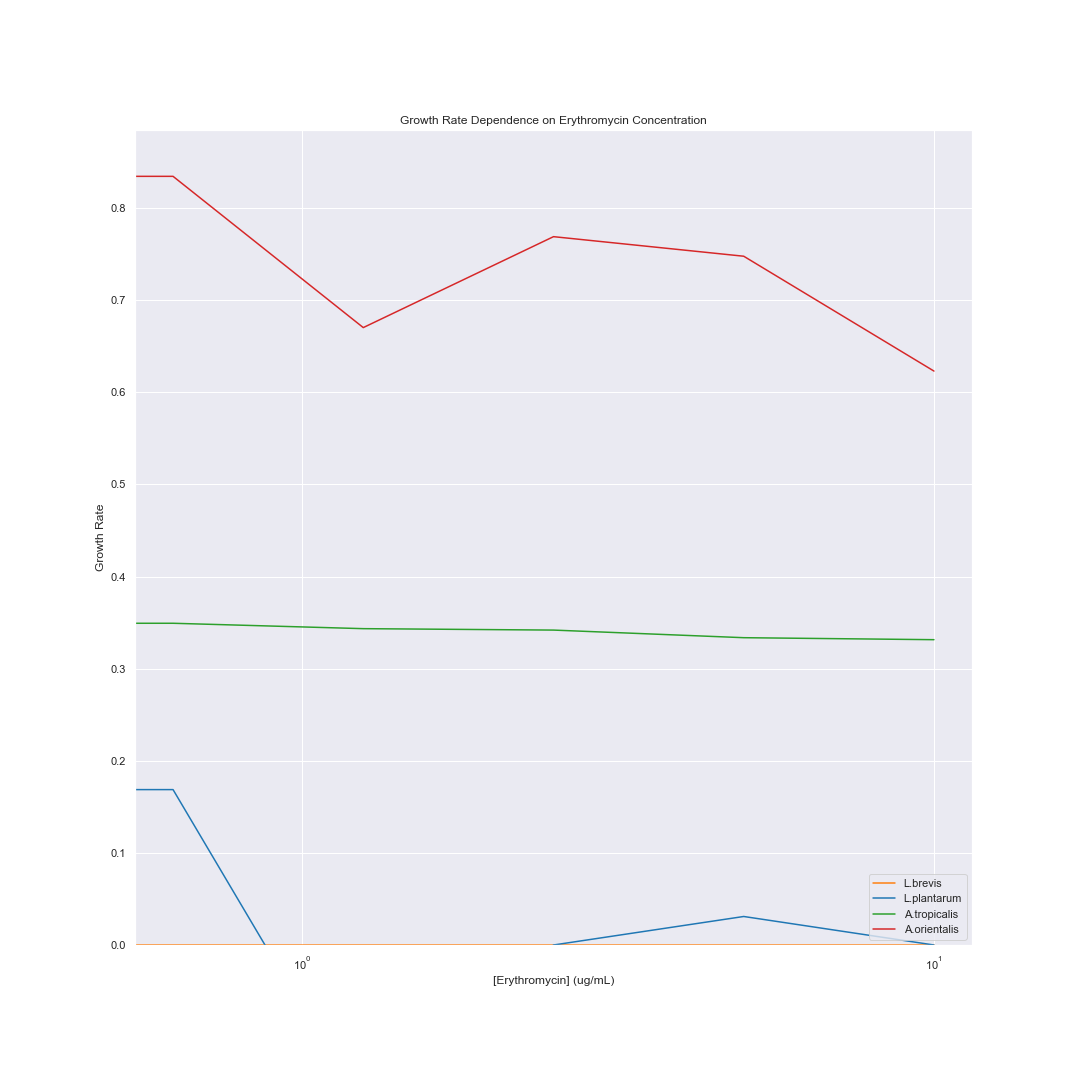 Growth Rate Dependence on Erythromycin Concentration
0.8
0.7
0.6
0.5
0.4
0.3
0.2
0.1
0.0
Growth Rate
10⁰
10¹
[Erythromycin] (ug/mL)
L.brevis
L.plantarum
A.tropicalis
A.orientalis